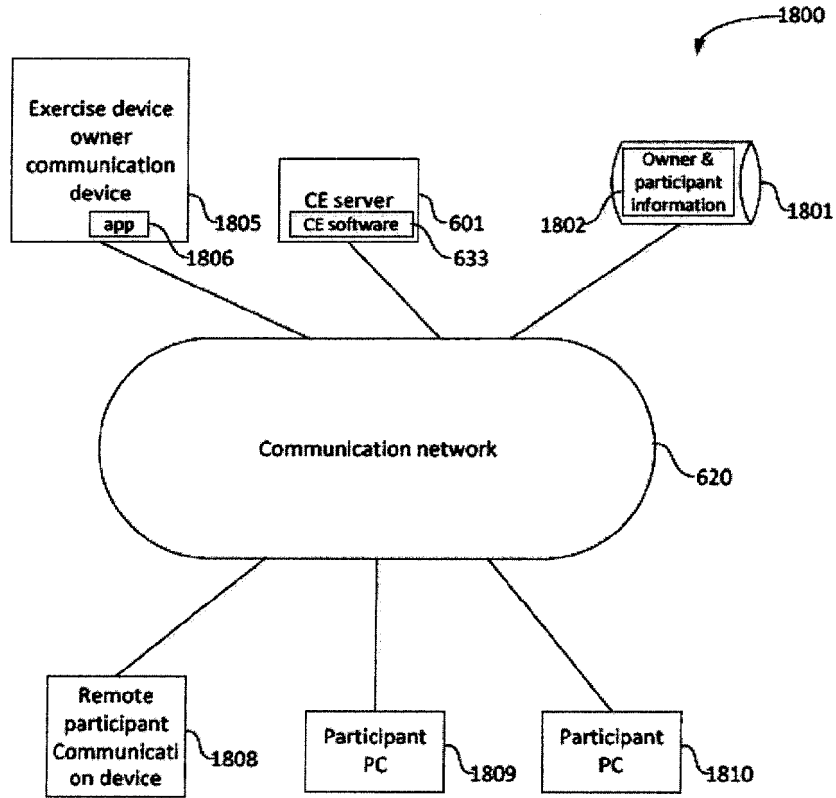 1800
Exercise device
owner
communication
device
app
1805
1806
CE server
CE software
601
633
Owner &
participant
information
1802
1801
Communication network
620
Remote
participant
Communicati
on device
1808
Participant
PC
1809
Participant
PC
1810